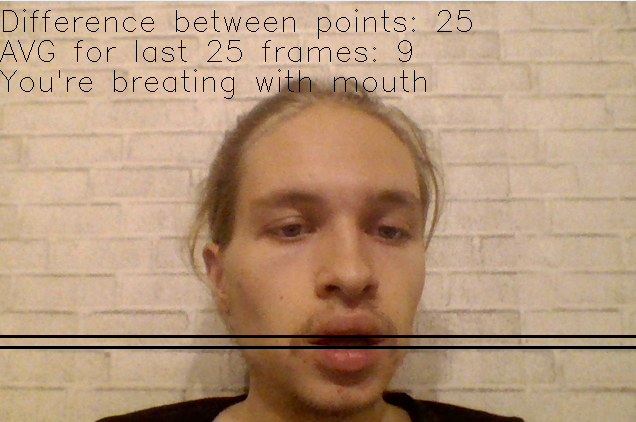 Difference between points: 25
AVG for last 25 frames: 9
You're breating with mouth